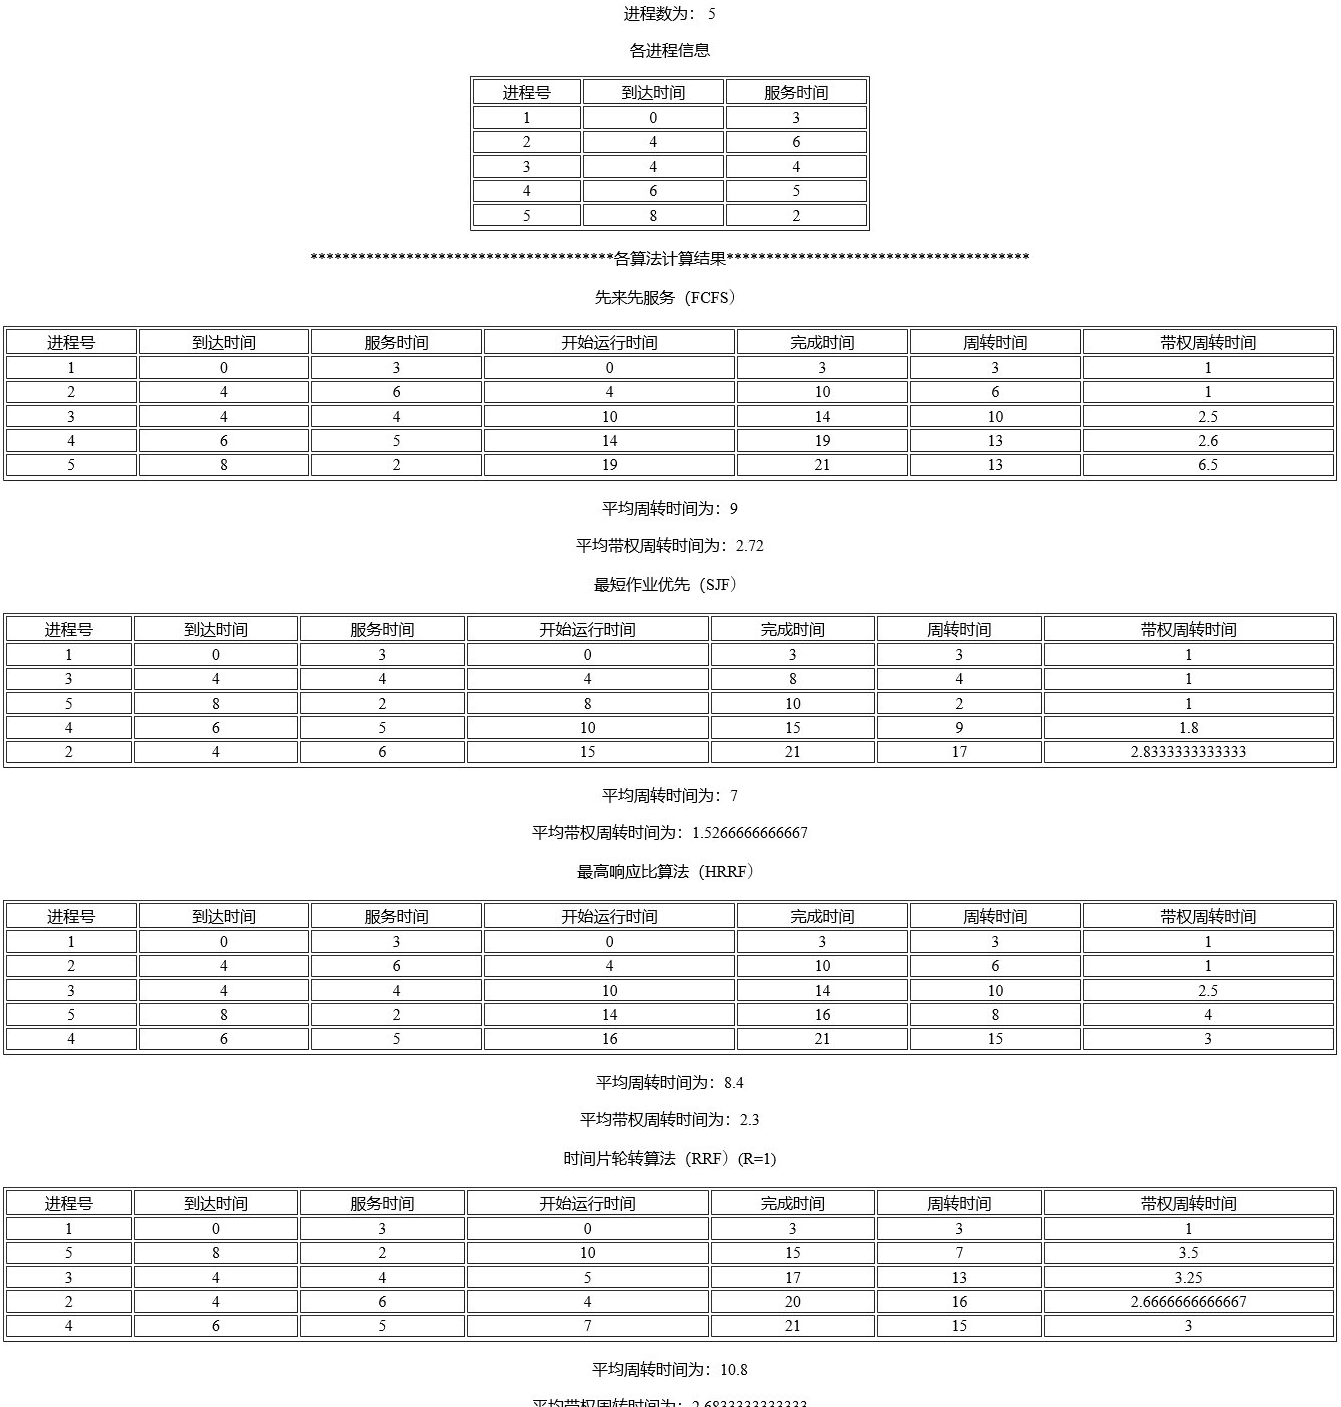 进程数为： 5
各进程信息
进程号 到达时间 服务时间
1 0 3
2 4 6
3 4 4
4 6 5
5 8 2
**************************************各算法计算结果**************************************
先来先服务（FCFS）
进程号 到达时间 服务时间 开始运行时间 完成时间 周转时间 带权周转时间
1 0 3 0 3 3 1
2 4 6 4 10 6 1
3 4 4 10 14 10 2.5
4 6 5 14 19 13 2.6
5 8 2 19 21 13 6.5
平均周转时间为：9
平均带权周转时间为：2.72
最短作业优先（SJF）
进程号 到达时间 服务时间 开始运行时间 完成时间 周转时间 带权周转时间
1 0 3 0 3 3 1
3 4 4 4 8 4 1
5 8 2 8 10 2 1
4 6 5 10 15 9 1.8
2 4 6 15 21 17 2.8333333333333
平均周转时间为：7
平均带权周转时间为：1.5266666666667
最高响应比算法（HRRF）
进程号 到达时间 服务时间 开始运行时间 完成时间 周转时间 带权周转时间
1 0 3 0 3 3 1
2 4 6 4 10 6 1
3 4 4 10 14 10 2.5
5 8 2 14 16 8 4
4 6 5 16 21 15 3
平均周转时间为：8.4
平均带权周转时间为：2.3
时间片轮转算法（RRF）(R=1)
进程号 到达时间 服务时间 开始运行时间 完成时间 周转时间 带权周转时间
1 0 3 0 3 3 1
5 8 2 10 15 7 3.5
3 4 4 5 17 13 3.25
2 4 6 4 20 16 2.6666666666667
4 6 5 7 21 15 3
平均周转时间为：10.8
平均带权周转时间为：2.6833333333333